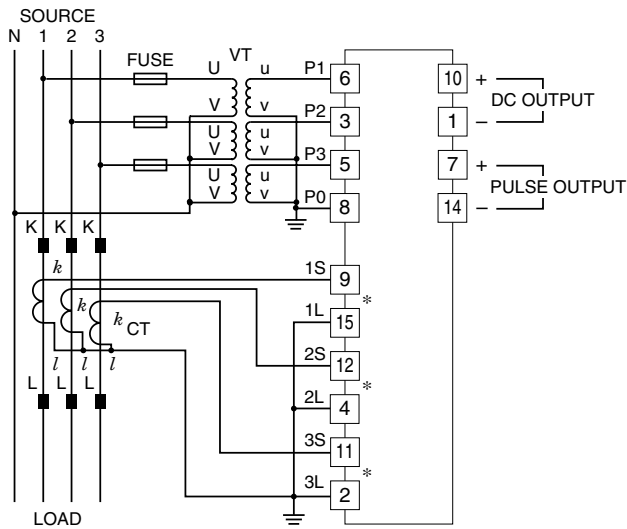 SOURCE
N 1 2 3
FUSE
VT
U u P1 6 10 +
DC OUTPUT
V v
P2 3 1 −
U u
V v
P3 5 7 +
PULSE OUTPUT
U u
V v
P0 8 14 −
K K K
k 1S 9
*
k 1L 15
k CT
2S 12
l l l
*
L L L 2L 4
3S 11
*
3L 2
LOAD